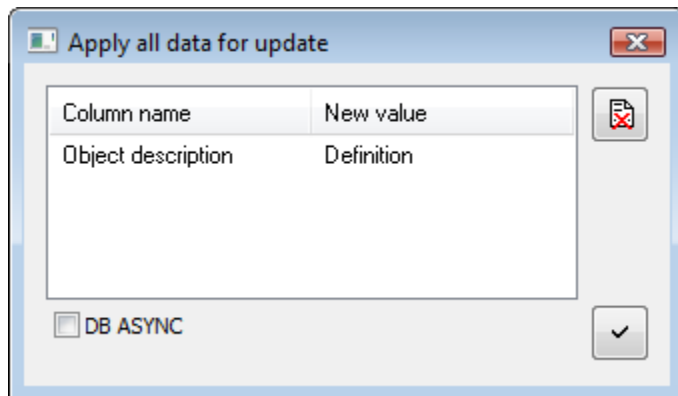 Apply all data for update
Column name New value
Object description Definition
DB ASYNC